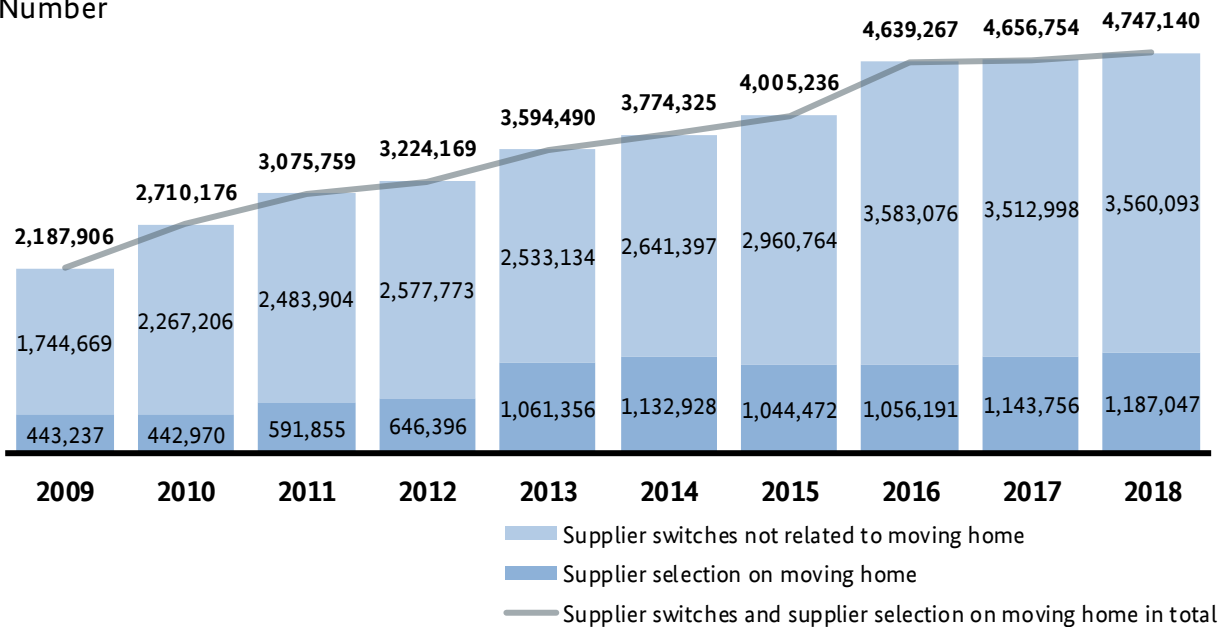 Number
4,639,267 4,656,754 4,747,140
4,005,236
3,774,325
3,594,490
3,224,169
3,075,759
2,710,176
2,187,906
1,744,669 2,267,206 2,483,904 2,577,773 2,533,134 2,641,397 2,960,764 3,583,076 3,512,998 3,560,093
443,237 442,970 591,855 646,396 1,061,356 1,132,928 1,044,472 1,056,191 1,143,756 1,187,047
2009 2010 2011 2012 2013 2014 2015 2016 2017 2018
Supplier switches not related to moving home
Supplier selection on moving home
Supplier switches and supplier selection on moving home in total